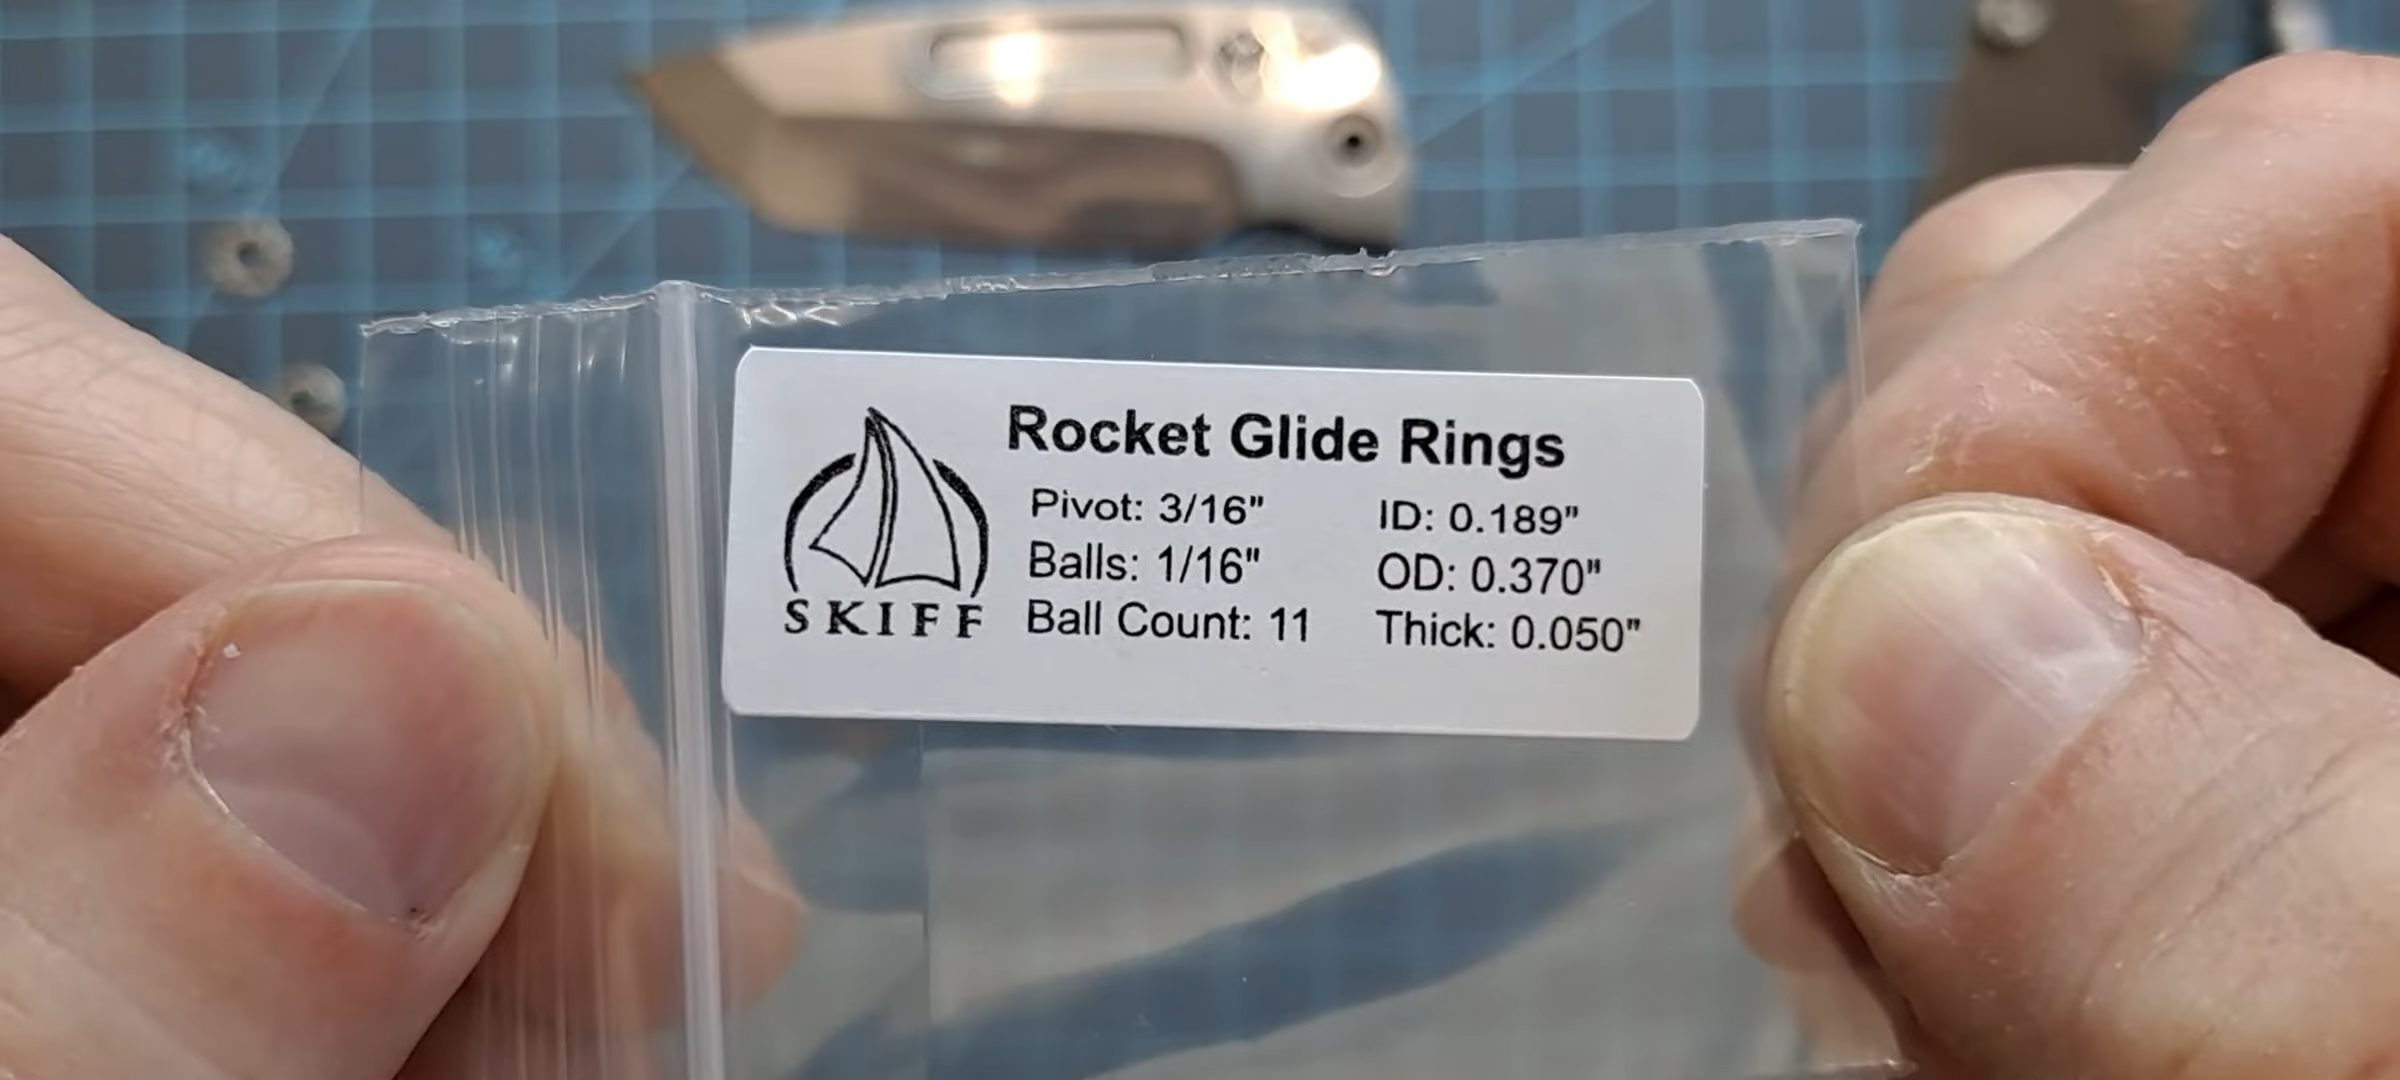 Rocket Glide Rings
Pivot: 3/16" ID: 0.189"
Balls: 1/16" OD: 0.370"
Ball Count: 11 Thick: 0.050"
SKIFF